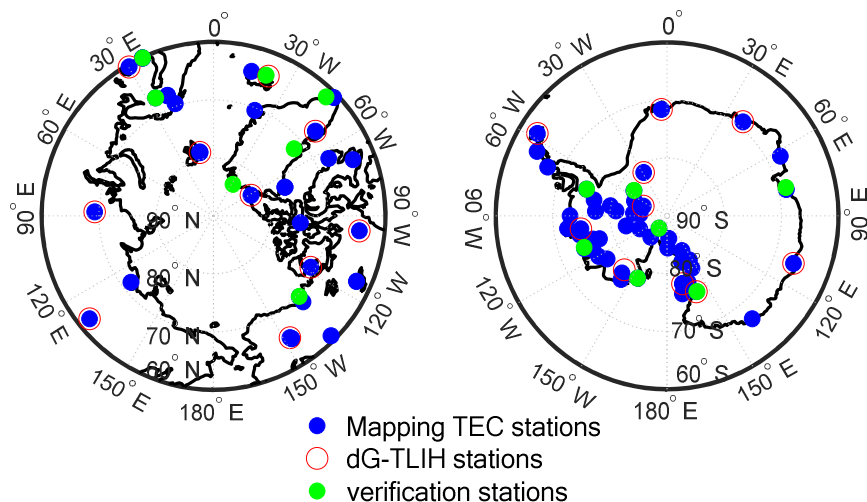 0°
30° W
60° W
90° W
120° W
150° W
180° E
150° E
120° E
90° E
60° E
30° E
90° N
80° N
70° N
60° N
0°
30° E
60° E
90° E
120° E
150° E
180° E
150° W
120° W
90° W
60° W
30° W
90° S
80° S
70° S
60° S
Mapping TEC stations
dG-TLIH stations
verification stations